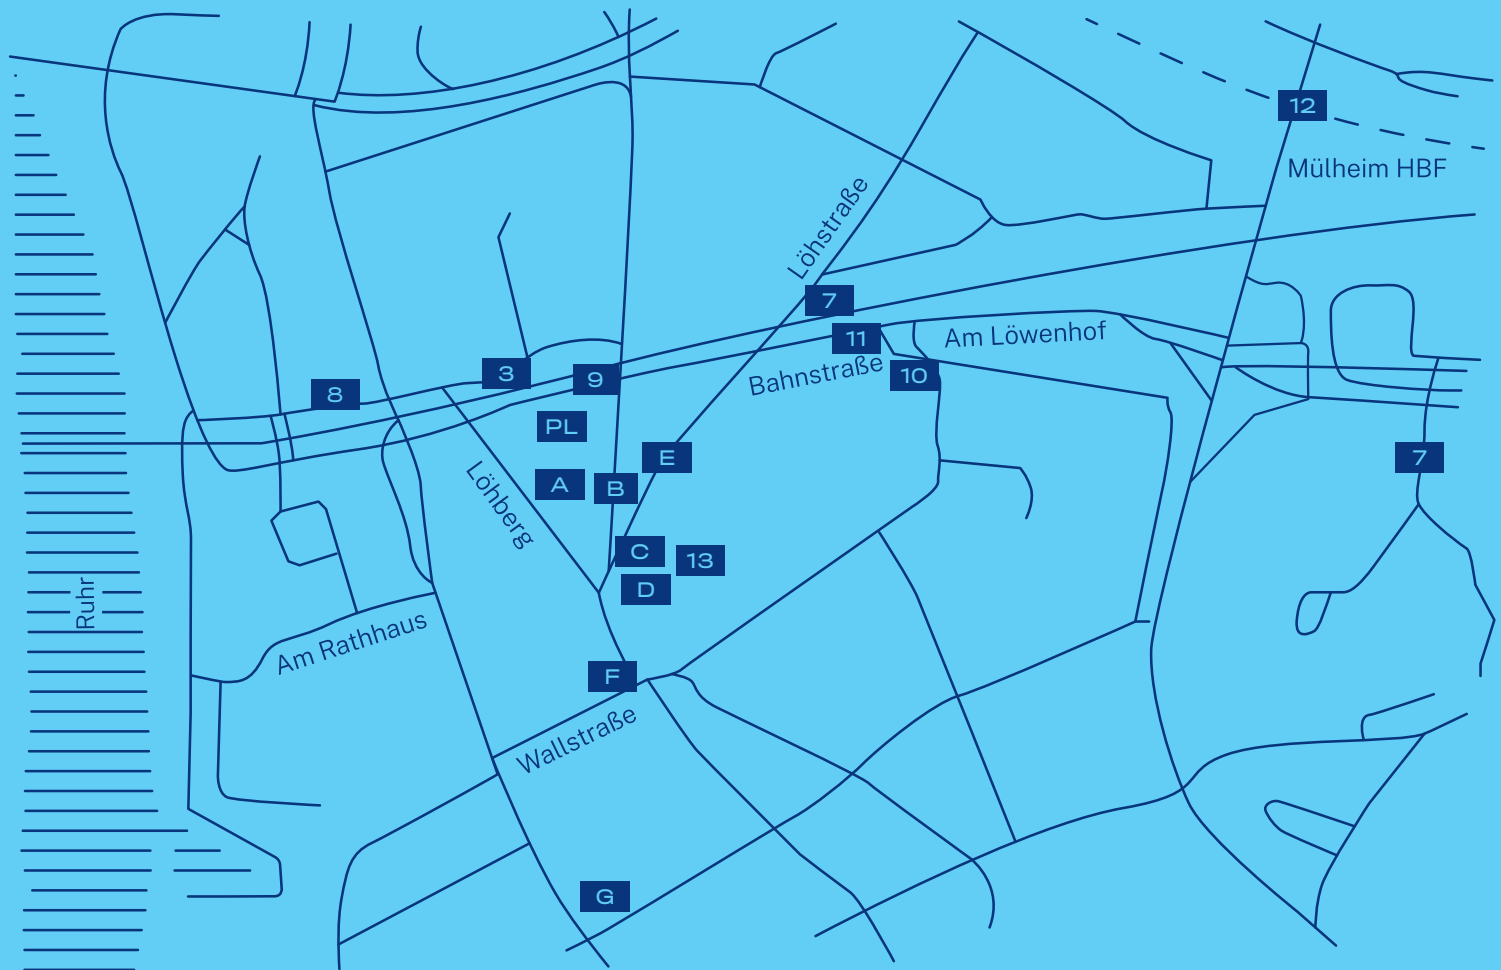 12
Mülheim HBF
Löhstraße
7
Am Löwenhof
11
Bahnstraße
10
3
9
8
PL
E
7
A
B
Löhberg
C
13
D
Ruhr
Am Rathhaus
F
Wallstraße
G